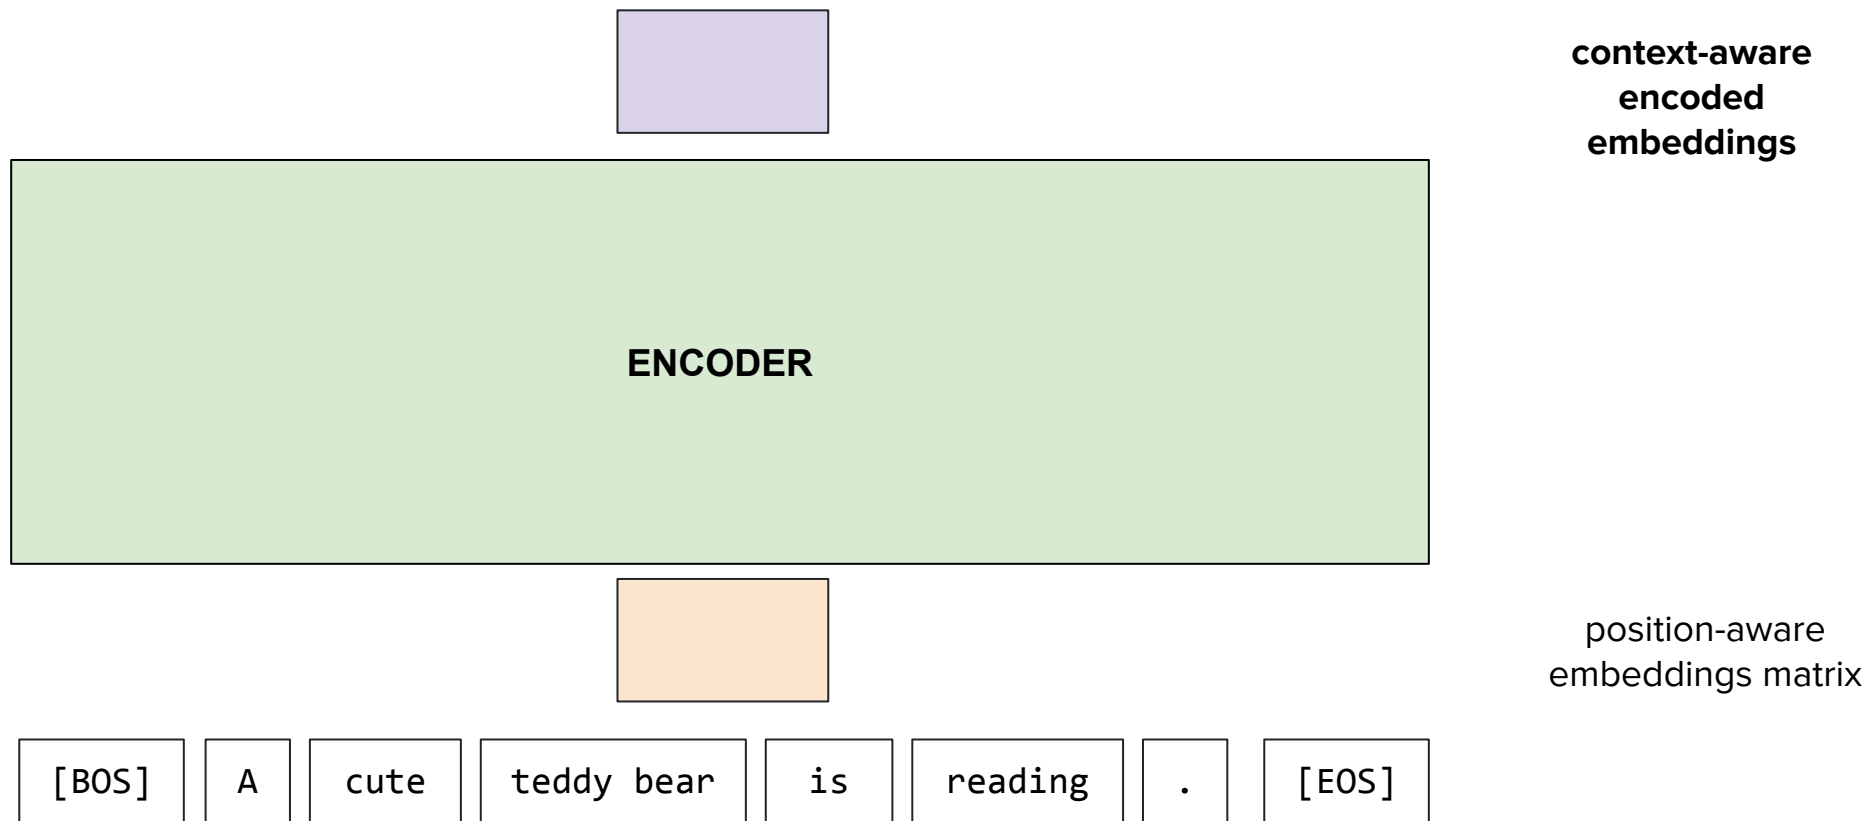 context-aware
encoded
embeddings
ENCODER
position-aware
embeddings matrix
[BOS] A cute teddy bear is reading . [EOS]